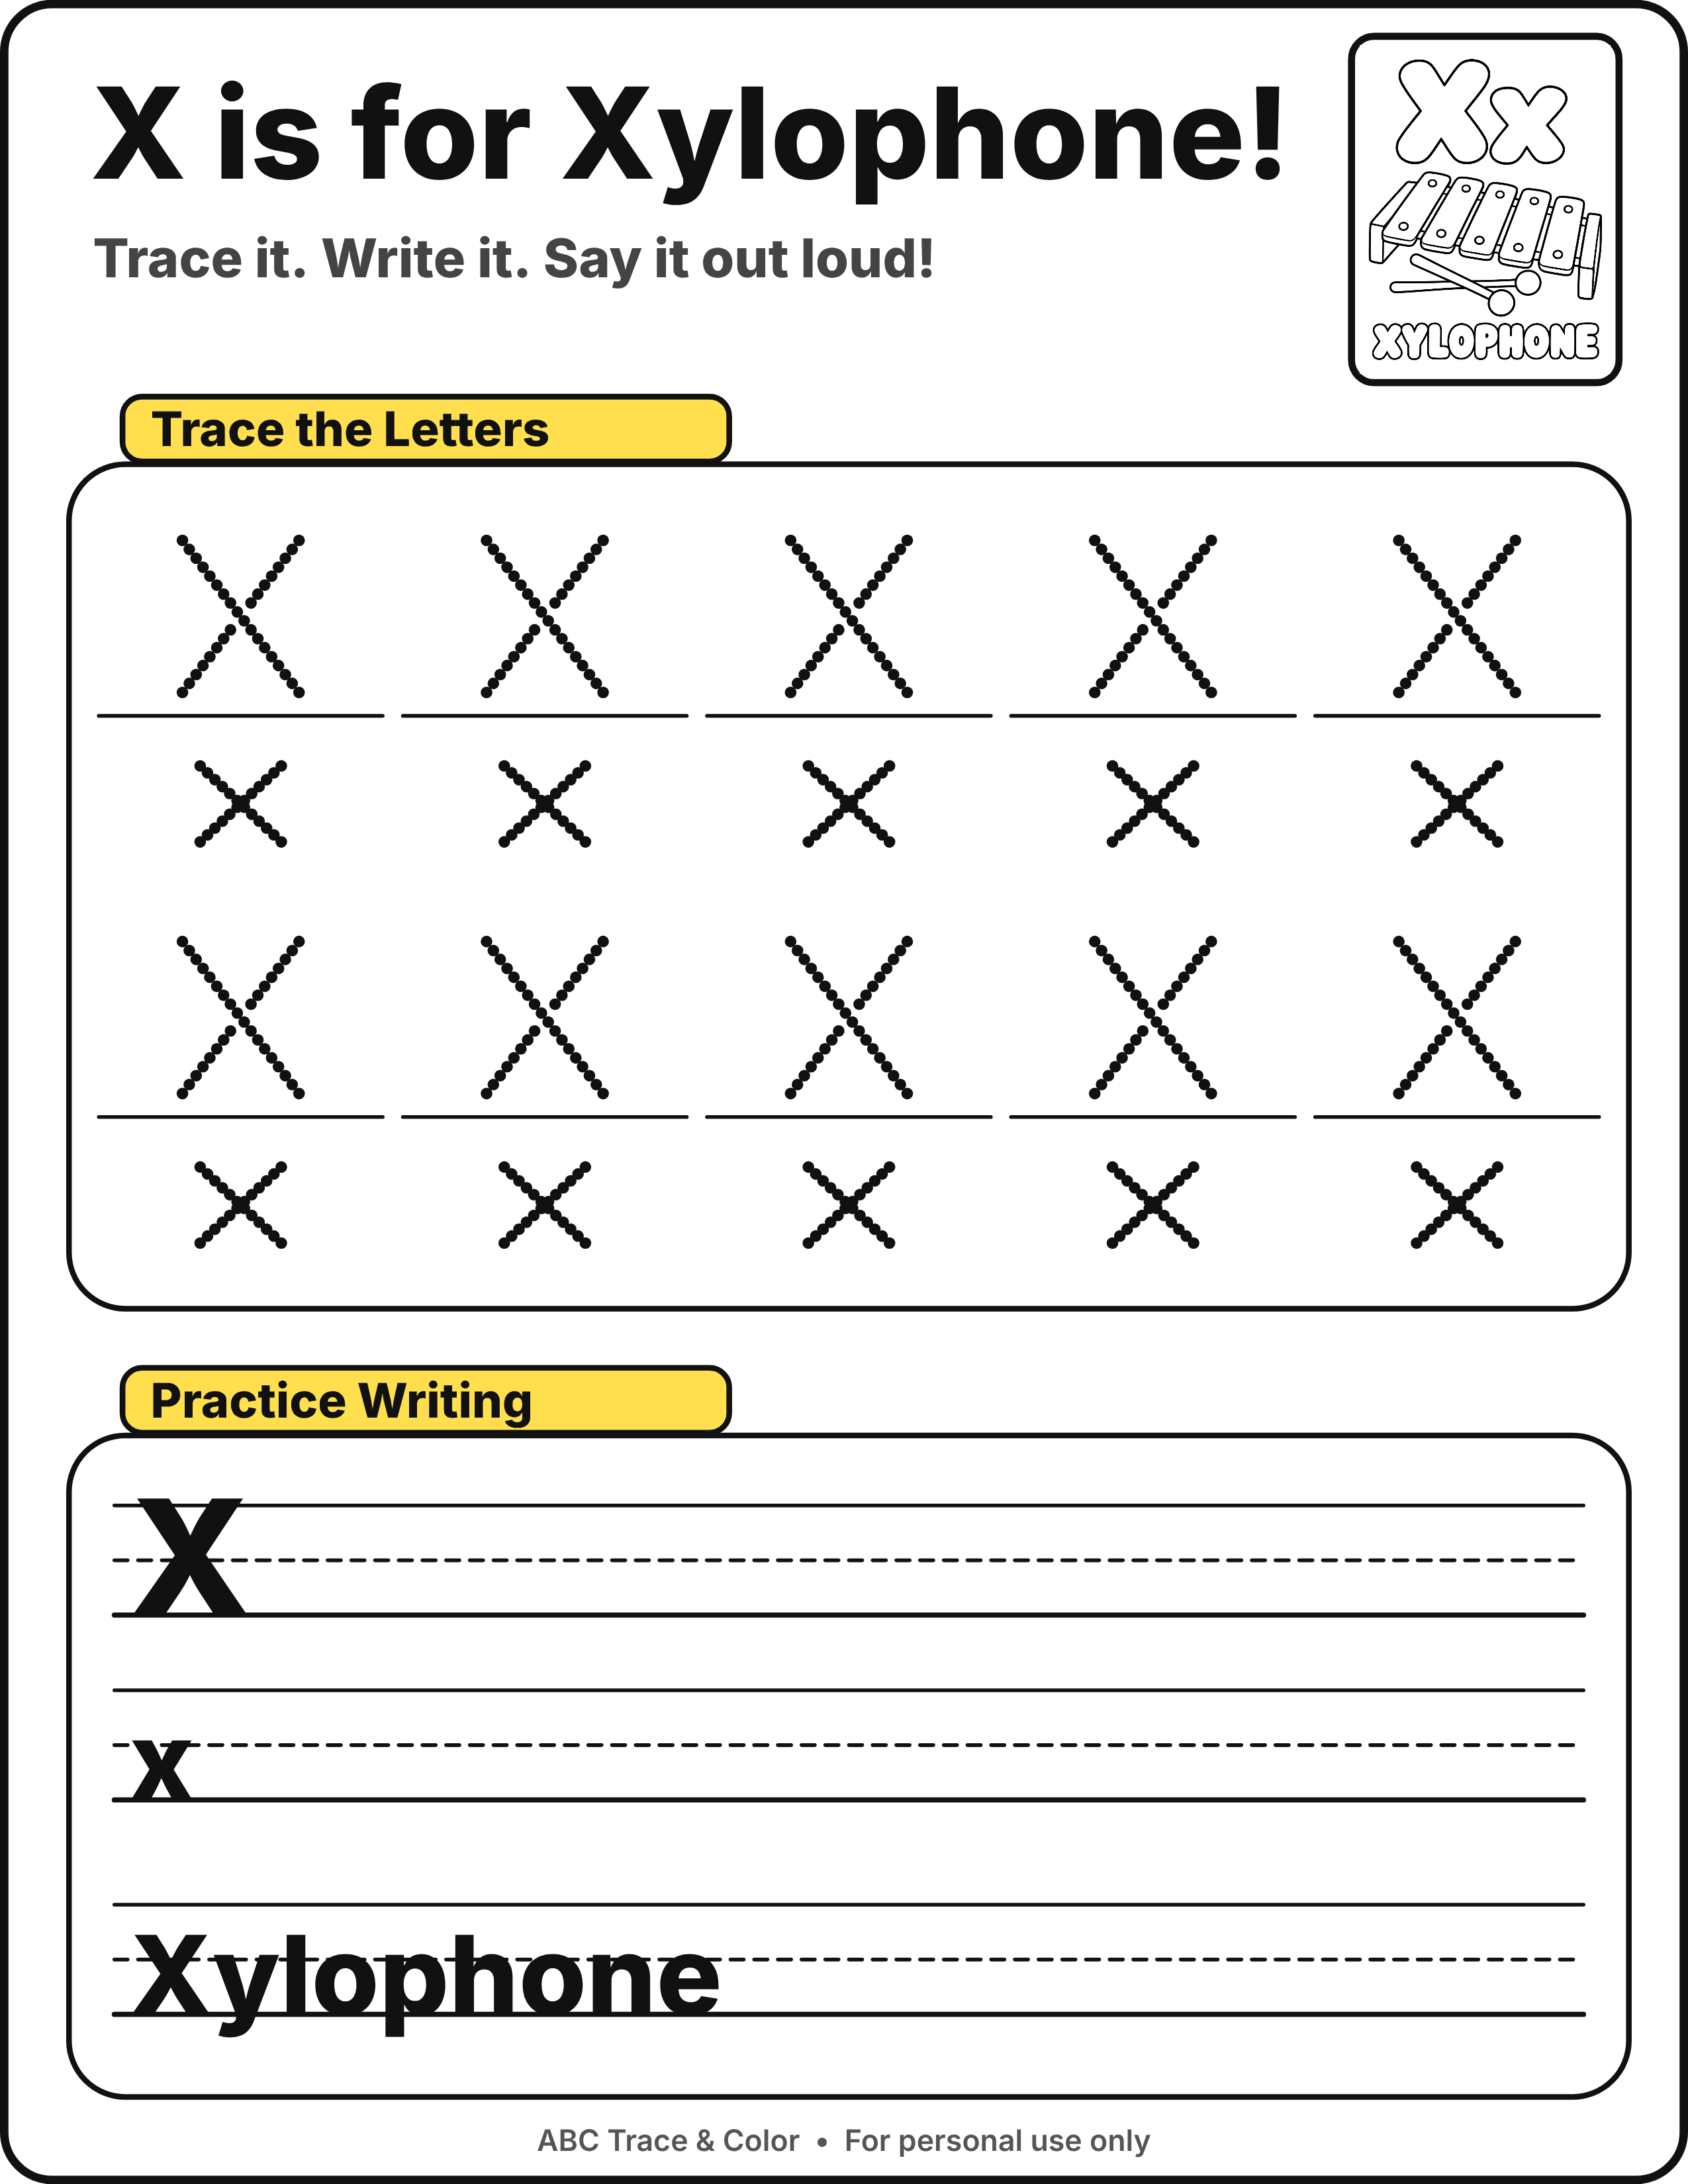 X is for Xylophone!
Xx
XYLOPHONE
Trace it. Write it. Say it out loud!
Trace the Letters
X X X X X
x x x x x
X X X X X
x x x x x
Practice Writing
X
x
Xylophone
ABC Trace & Color • For personal use only